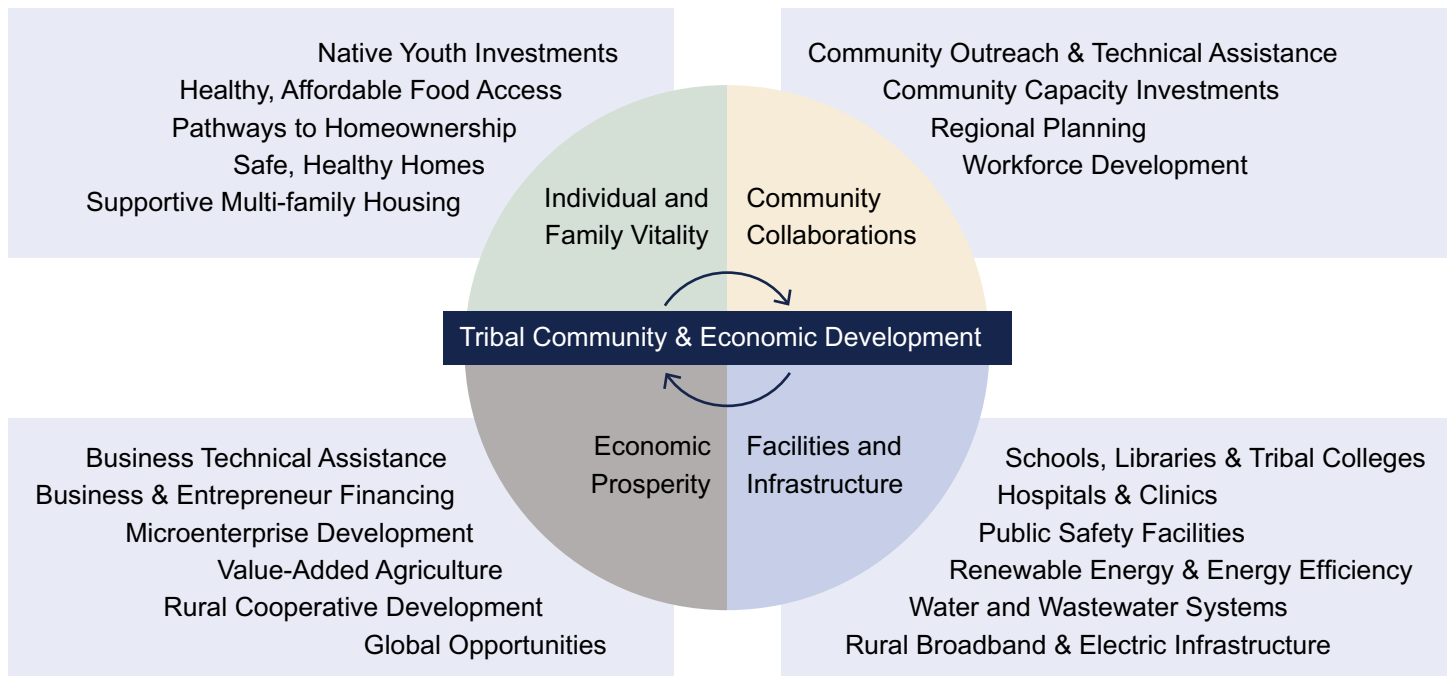 Native Youth Investments
Healthy, Affordable Food Access
Pathways to Homeownership
Safe, Healthy Homes
Supportive Multi-family Housing
Community Outreach & Technical Assistance
Community Capacity Investments
Regional Planning
Workforce Development
Individual and
Family Vitality
Community
Collaborations
Tribal Community & Economic Development
Economic
Prosperity
Facilities and
Infrastructure
Business Technical Assistance
Business & Entrepreneur Financing
Microenterprise Development
Value-Added Agriculture
Rural Cooperative Development
Global Opportunities
Schools, Libraries & Tribal Colleges
Hospitals & Clinics
Public Safety Facilities
Renewable Energy & Energy Efficiency
Water and Wastewater Systems
Rural Broadband & Electric Infrastructure